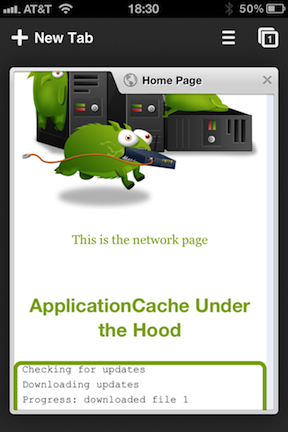 AT&T 18:30 50%
New Tab 1
Home Page
This is the network page
ApplicationCache Under
the Hood
Checking for updates
Downloading updates
Progress: downloaded file 1